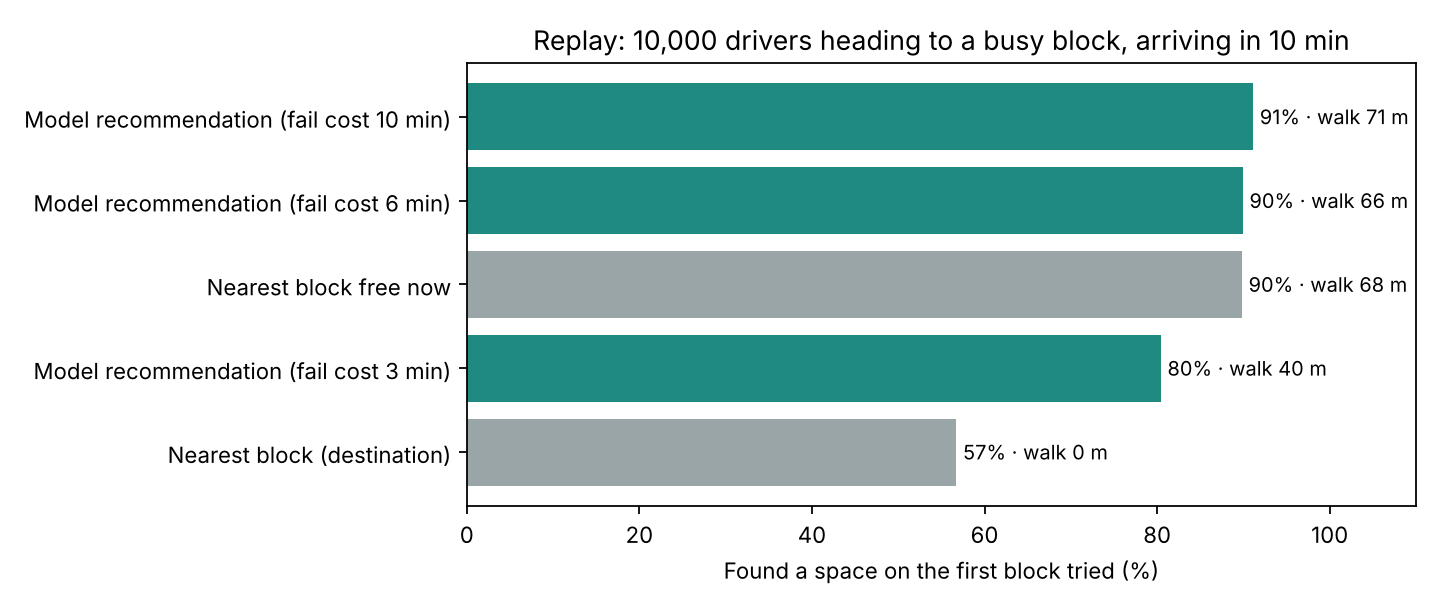 Replay: 10,000 drivers heading to a busy block, arriving in 10 min
Model recommendation (fail cost 10 min)
91% · walk 71 m
Model recommendation (fail cost 6 min)
90% · walk 66 m
Nearest block free now
90% · walk 68 m
Model recommendation (fail cost 3 min)
80% · walk 40 m
Nearest block (destination)
57% · walk 0 m
0 20 40 60 80 100
Found a space on the first block tried (%)